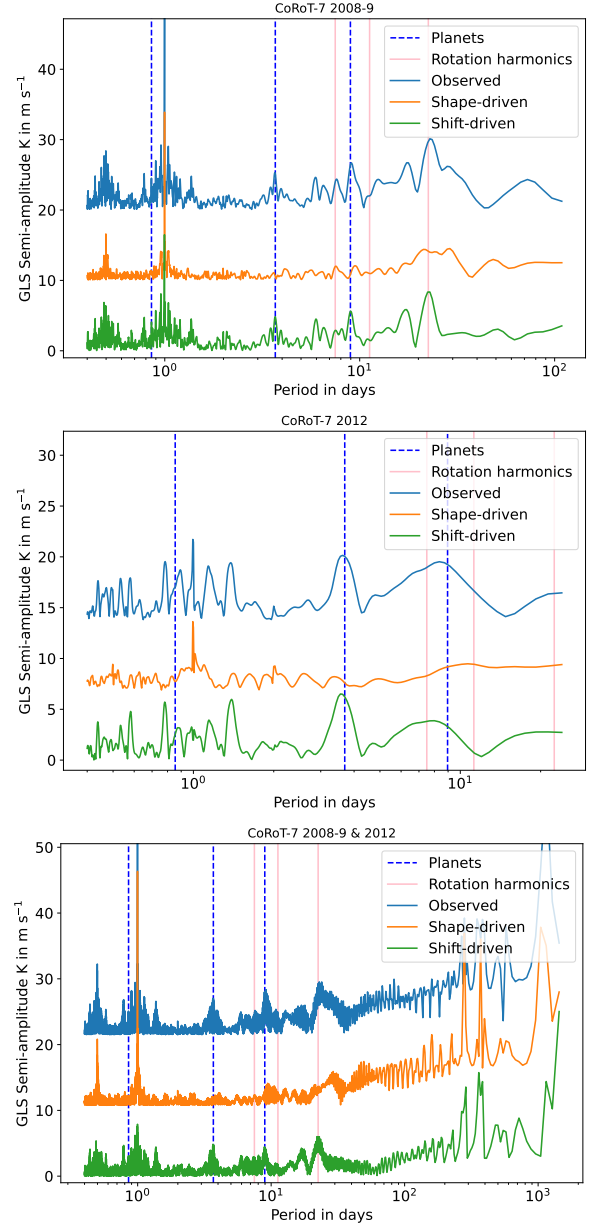 CoRoT-7 2008-9
GLS Semi-amplitude K in m s⁻¹
40
30
20
10
0
Planets
Rotation harmonics
Observed
Shape-driven
Shift-driven
10⁰
10¹
10²
Period in days
CoRoT-7 2012
GLS Semi-amplitude K in m s⁻¹
30
25
20
15
10
5
0
Planets
Rotation harmonics
Observed
Shape-driven
Shift-driven
10⁰
10¹
Period in days
CoRoT-7 2008-9 & 2012
GLS Semi-amplitude K in m s⁻¹
50
40
30
20
10
0
Planets
Rotation harmonics
Observed
Shape-driven
Shift-driven
10⁰
10¹
10²
10³
Period in days